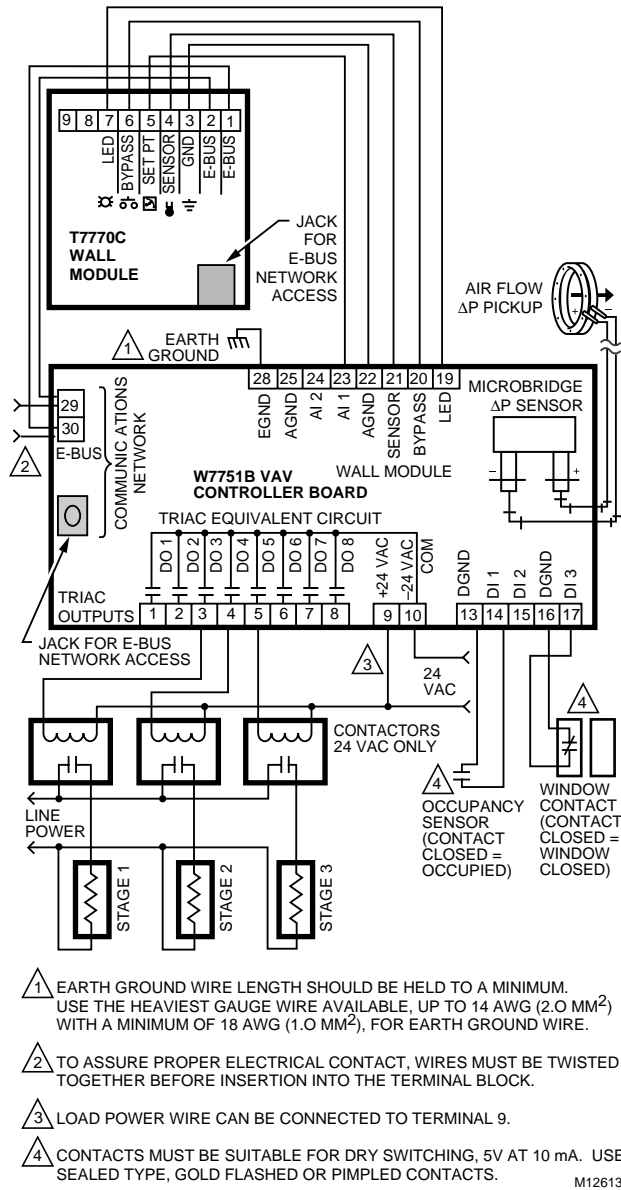 9 8 7 6 5 4 3 2 1
LED
BYPASS
SET PT
SENSOR
GND
E-BUS
E-BUS
T7770C
WALL
MODULE
JACK
FOR
E-BUS
NETWORK
ACCESS
AIR FLOW
ΔP PICKUP
+ −
1
EARTH
GROUND
28 25 24 23 22 21 20 19
EGND
AGND
AI 2
AI 1
AGND
SENSOR
BYPASS
LED
WALL MODULE
MICROBRIDGE
ΔP SENSOR
− +
29
30
E-BUS
2
COMMUNICATIONS
NETWORK
W7751B VAV
CONTROLLER BOARD
TRIAC EQUIVALENT CIRCUIT
DO 1
DO 2
DO 3
DO 4
DO 5
DO 6
DO 7
DO 8
+24 VAC
−24 VAC
COM
DGND
DI 1
DI 2
DGND
DI 3
TRIAC
OUTPUTS
1 2 3 4 5 6 7 8 9 10 13 14 15 16 17
JACK FOR E-BUS
NETWORK ACCESS
3
24
VAC
CONTACTORS
24 VAC ONLY
4
4
LINE
POWER
OCCUPANCY
SENSOR
(CONTACT
CLOSED =
OCCUPIED)
WINDOW
CONTACT
(CONTACT
CLOSED =
WINDOW
CLOSED)
STAGE 1
STAGE 2
STAGE 3
1 EARTH GROUND WIRE LENGTH SHOULD BE HELD TO A MINIMUM.
USE THE HEAVIEST GAUGE WIRE AVAILABLE, UP TO 14 AWG (2.O MM2)
WITH A MINIMUM OF 18 AWG (1.O MM2), FOR EARTH GROUND WIRE.
2 TO ASSURE PROPER ELECTRICAL CONTACT, WIRES MUST BE TWISTED
TOGETHER BEFORE INSERTION INTO THE TERMINAL BLOCK.
3 LOAD POWER WIRE CAN BE CONNECTED TO TERMINAL 9.
4 CONTACTS MUST BE SUITABLE FOR DRY SWITCHING, 5V AT 10 mA. USE
SEALED TYPE, GOLD FLASHED OR PIMPLED CONTACTS.
M12613